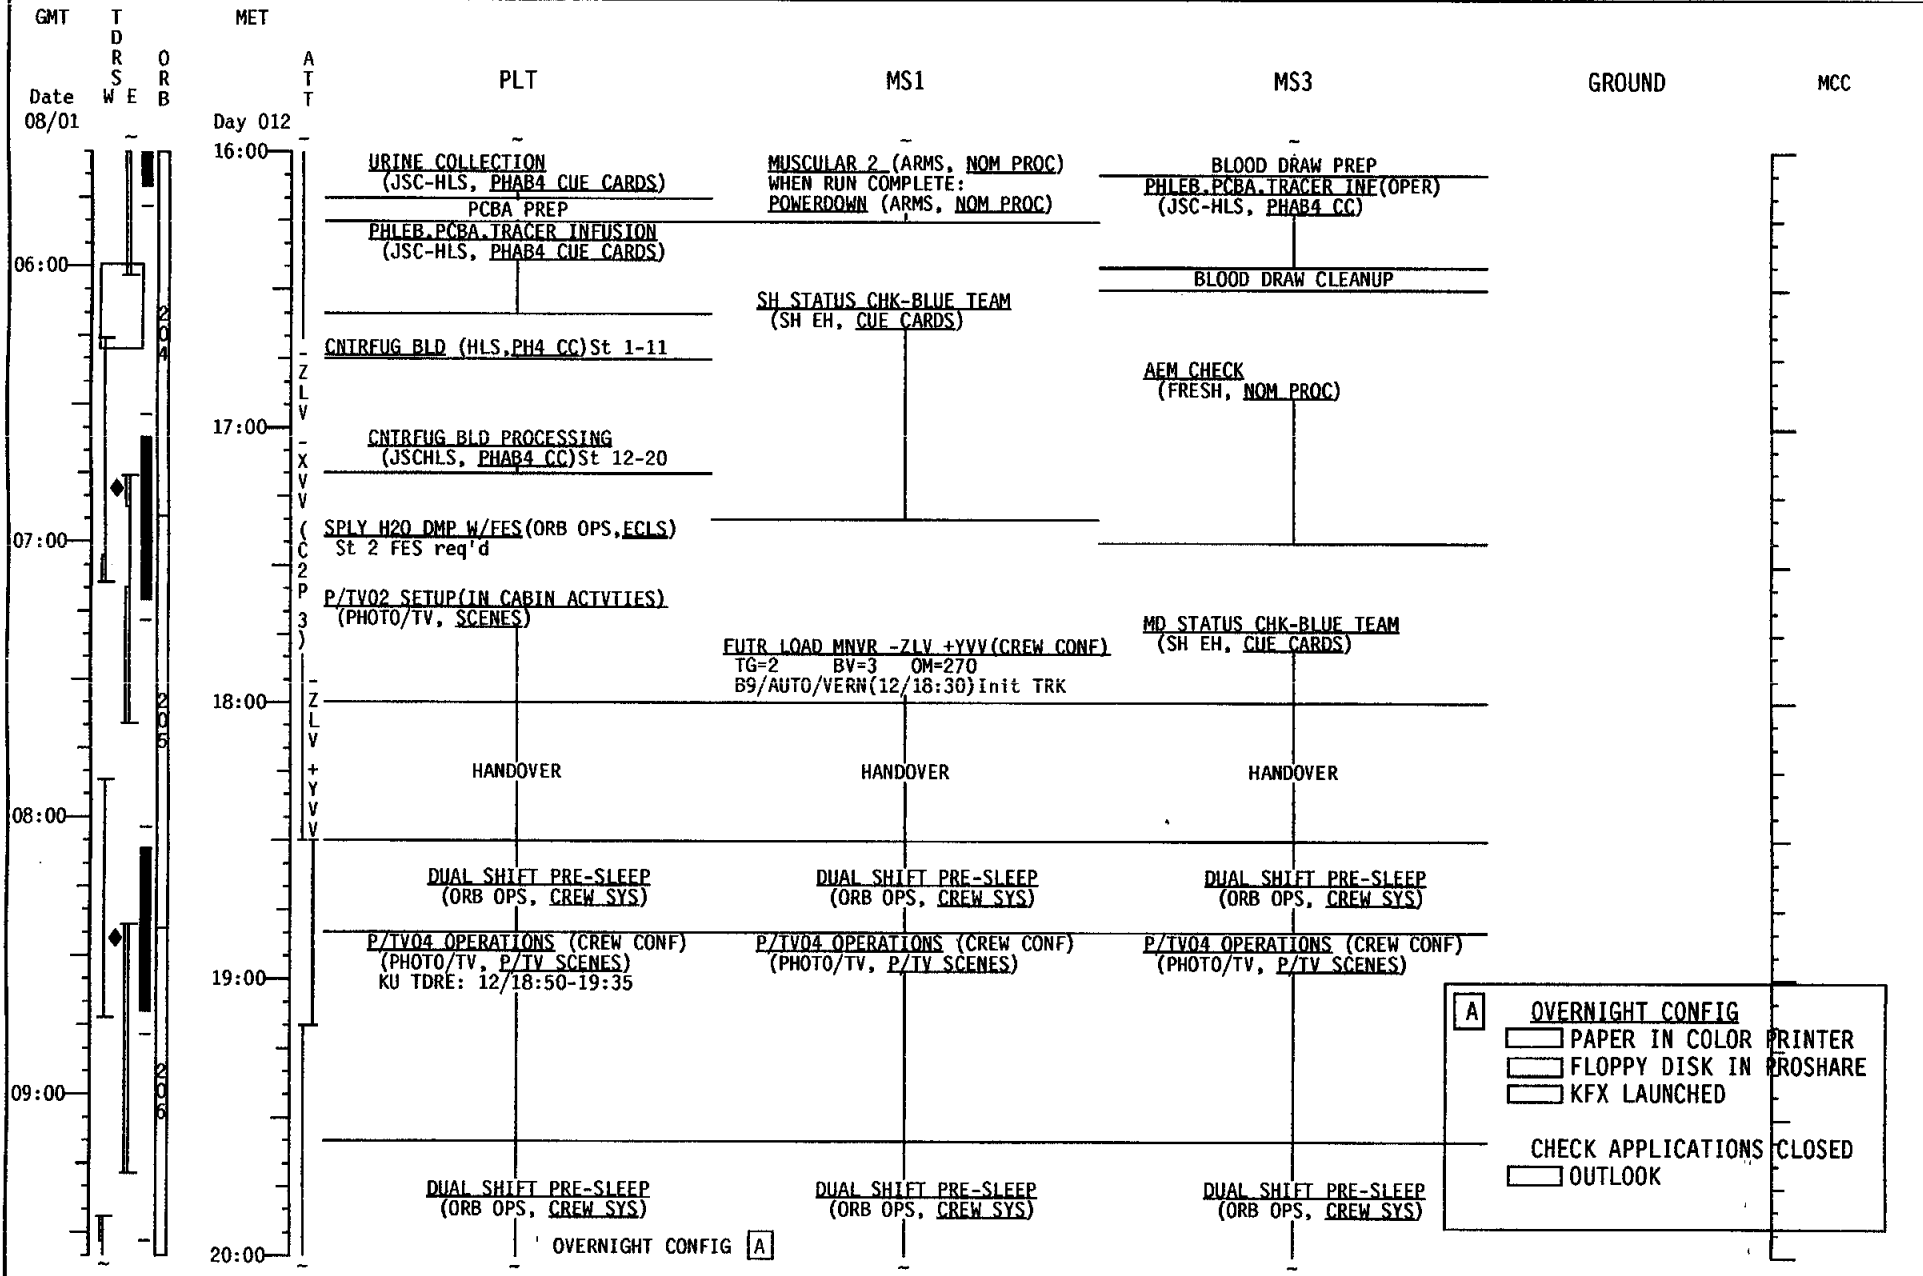 GMT
TDRS
W E
ORB
MET
ATT
PLT
MS1
MS3
GROUND
MCC
Date
08/01
Day 012
16:00
17:00
18:00
19:00
20:00
06:00
07:00
08:00
09:00
204
205
206
-ZLV -XVV (C2P3)
-ZLV +YVV
URINE COLLECTION
(JSC-HLS, PHAB4 CUE CARDS)
PCBA PREP
PHLEB.PCBA.TRACER INFUSION
(JSC-HLS, PHAB4 CUE CARDS)
CNTRFUG BLD (HLS,PH4 CC)St 1-11
CNTRFUG BLD PROCESSING
(JSCHLS, PHAB4 CC)St 12-20
SPLY H2O DMP W/FES(ORB OPS,ECLS)
St 2 FES req'd
P/TV02 SETUP(IN CABIN ACTVTIES)
(PHOTO/TV, SCENES)
HANDOVER
DUAL SHIFT PRE-SLEEP
(ORB OPS, CREW SYS)
P/TV04 OPERATIONS (CREW CONF)
(PHOTO/TV, P/TV SCENES)
KU TDRE: 12/18:50-19:35
DUAL SHIFT PRE-SLEEP
(ORB OPS, CREW SYS)
OVERNIGHT CONFIG A
MUSCULAR 2 (ARMS, NOM PROC)
WHEN RUN COMPLETE:
POWERDOWN (ARMS, NOM PROC)
SH STATUS CHK-BLUE TEAM
(SH EH, CUE CARDS)
FUTR LOAD MNVR -ZLV +YVV(CREW CONF)
TG=2 BV=3 OM=270
B9/AUTO/VERN(12/18:30)Init TRK
HANDOVER
DUAL SHIFT PRE-SLEEP
(ORB OPS, CREW SYS)
P/TV04 OPERATIONS (CREW CONF)
(PHOTO/TV, P/TV SCENES)
DUAL SHIFT PRE-SLEEP
(ORB OPS, CREW SYS)
BLOOD DRAW PREP
PHLEB.PCBA.TRACER INF(OPER)
(JSC-HLS, PHAB4 CC)
BLOOD DRAW CLEANUP
AEM CHECK
(FRESH, NOM PROC)
MD STATUS CHK-BLUE TEAM
(SH EH, CUE CARDS)
HANDOVER
DUAL SHIFT PRE-SLEEP
(ORB OPS, CREW SYS)
P/TV04 OPERATIONS (CREW CONF)
(PHOTO/TV, P/TV SCENES)
DUAL SHIFT PRE-SLEEP
(ORB OPS, CREW SYS)
A OVERNIGHT CONFIG
PAPER IN COLOR PRINTER
FLOPPY DISK IN PROSHARE
KFX LAUNCHED
CHECK APPLICATIONS CLOSED
OUTLOOK